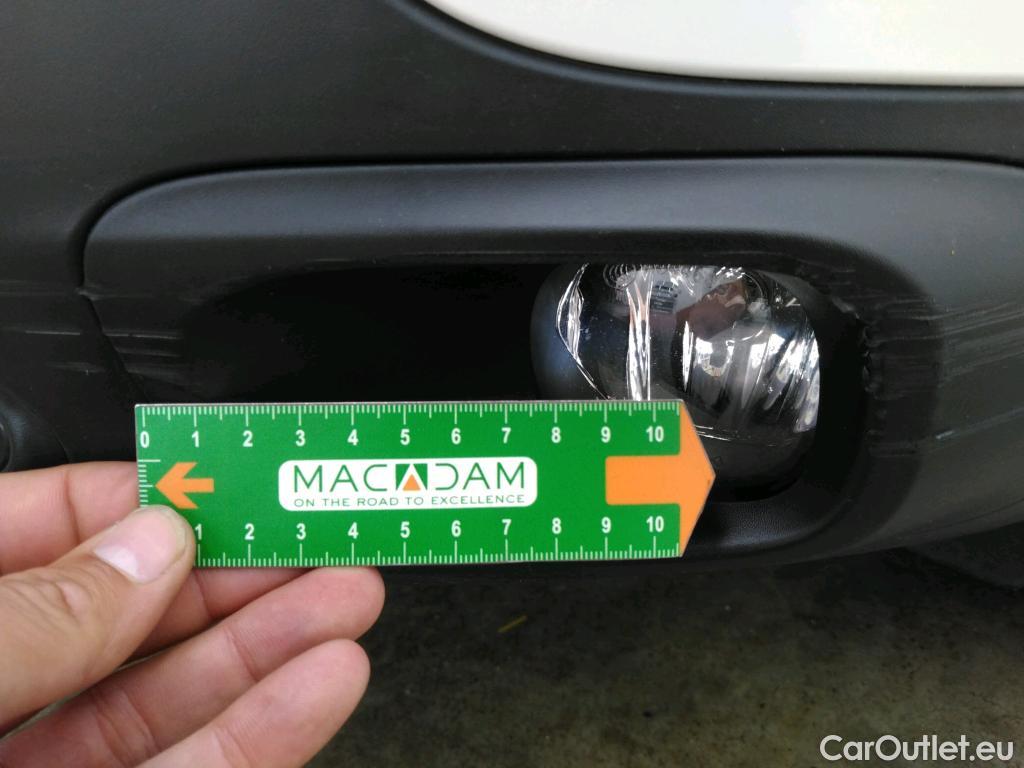 0 1 2 3 4 5 6 7 8 9 10
MACADAM
ON THE ROAD TO EXCELLENCE
1 2 3 4 5 6 7 8 9 10
CarOutlet.eu